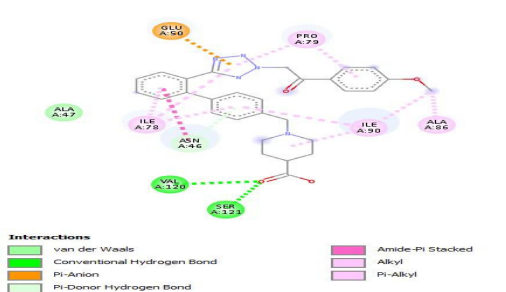 GLU
A:50
PRO
A:79
ALA
A:47
ILE
A:78
ASN
A:46
ILE
A:90
ALA
A:86
VAL
A:120
SER
A:121
Interactions
van der Waals
Conventional Hydrogen Bond
Pi-Anion
Pi-Donor Hydrogen Bond
Amide-Pi Stacked
Alkyl
Pi-Alkyl